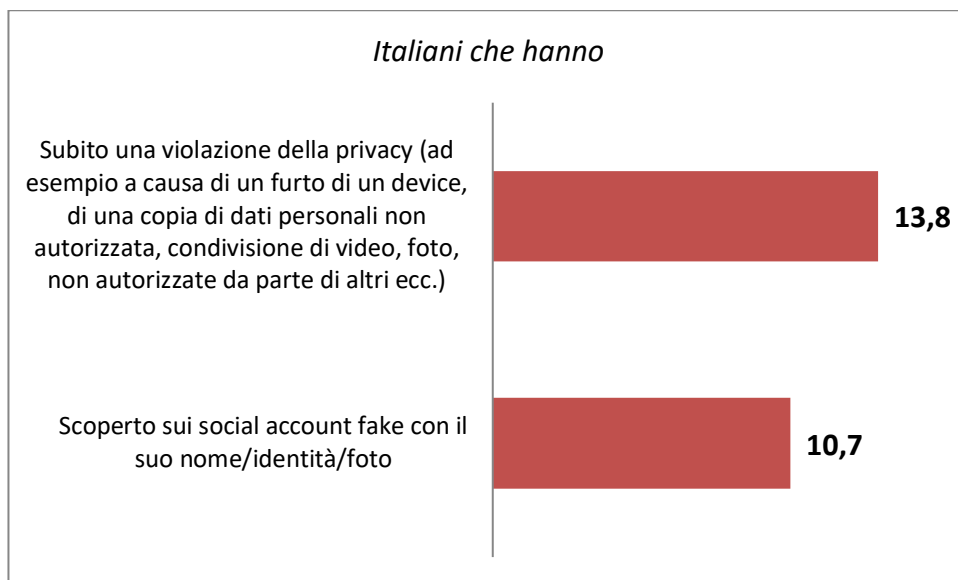 Italiani che hanno
Subito una violazione della privacy (ad
esempio a causa di un furto di un device,
di una copia di dati personali non
autorizzata, condivisione di video, foto,
non autorizzate da parte di altri ecc.)
13,8
Scoperto sui social account fake con il
suo nome/identità/foto
10,7